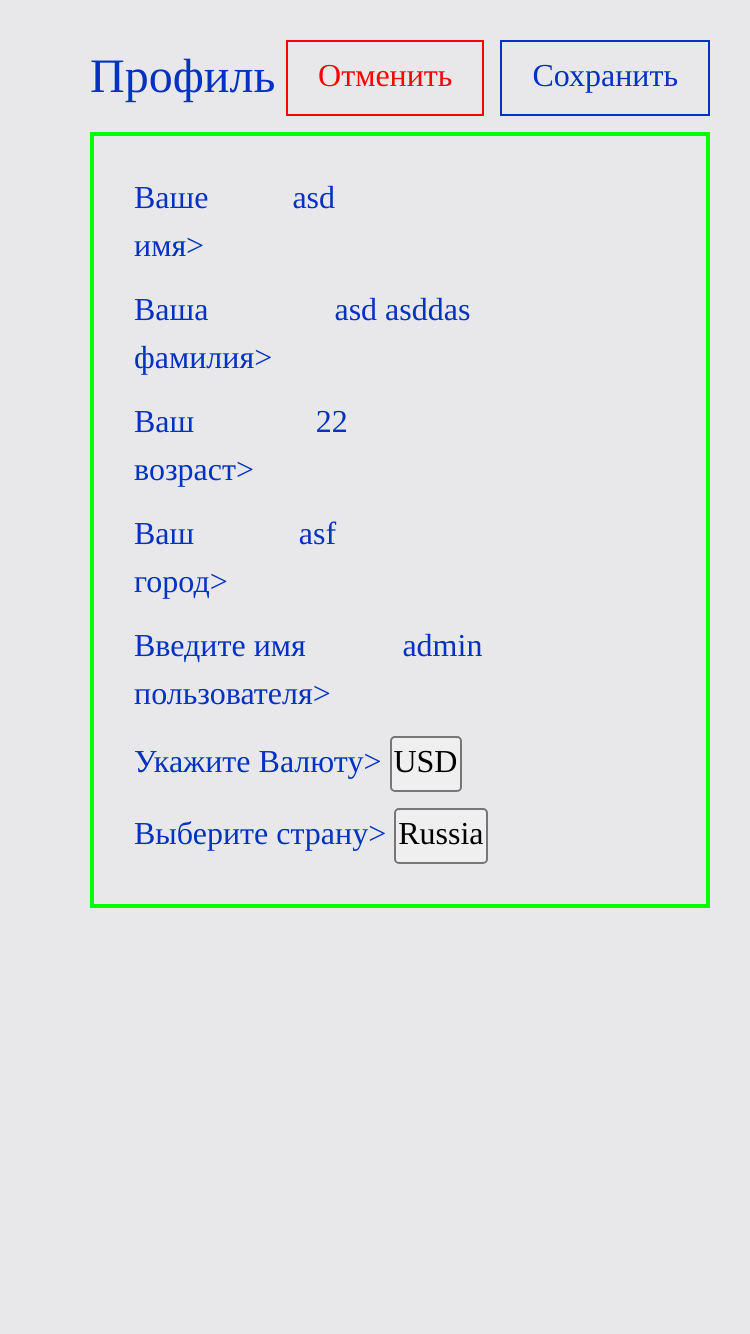 Профиль Отменить Сохранить
Ваше asd
имя>
Ваша asd asddas
фамилия>
Ваш 22
возраст>
Ваш asf
город>
Введите имя admin
пользователя>
Укажите Валюту> USD
Выберите страну> Russia